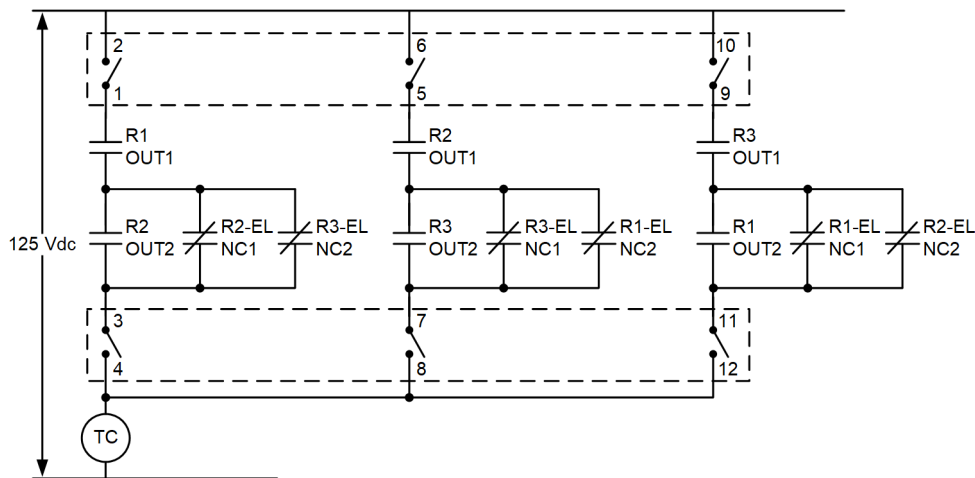 2
6
10
1
5
9
R1
OUT1
R2
OUT1
R3
OUT1
125 Vdc
R2
OUT2
R2-EL
NC1
R3-EL
NC2
R3
OUT2
R3-EL
NC1
R1-EL
NC2
R1
OUT2
R1-EL
NC1
R2-EL
NC2
3
7
11
4
8
12
TC